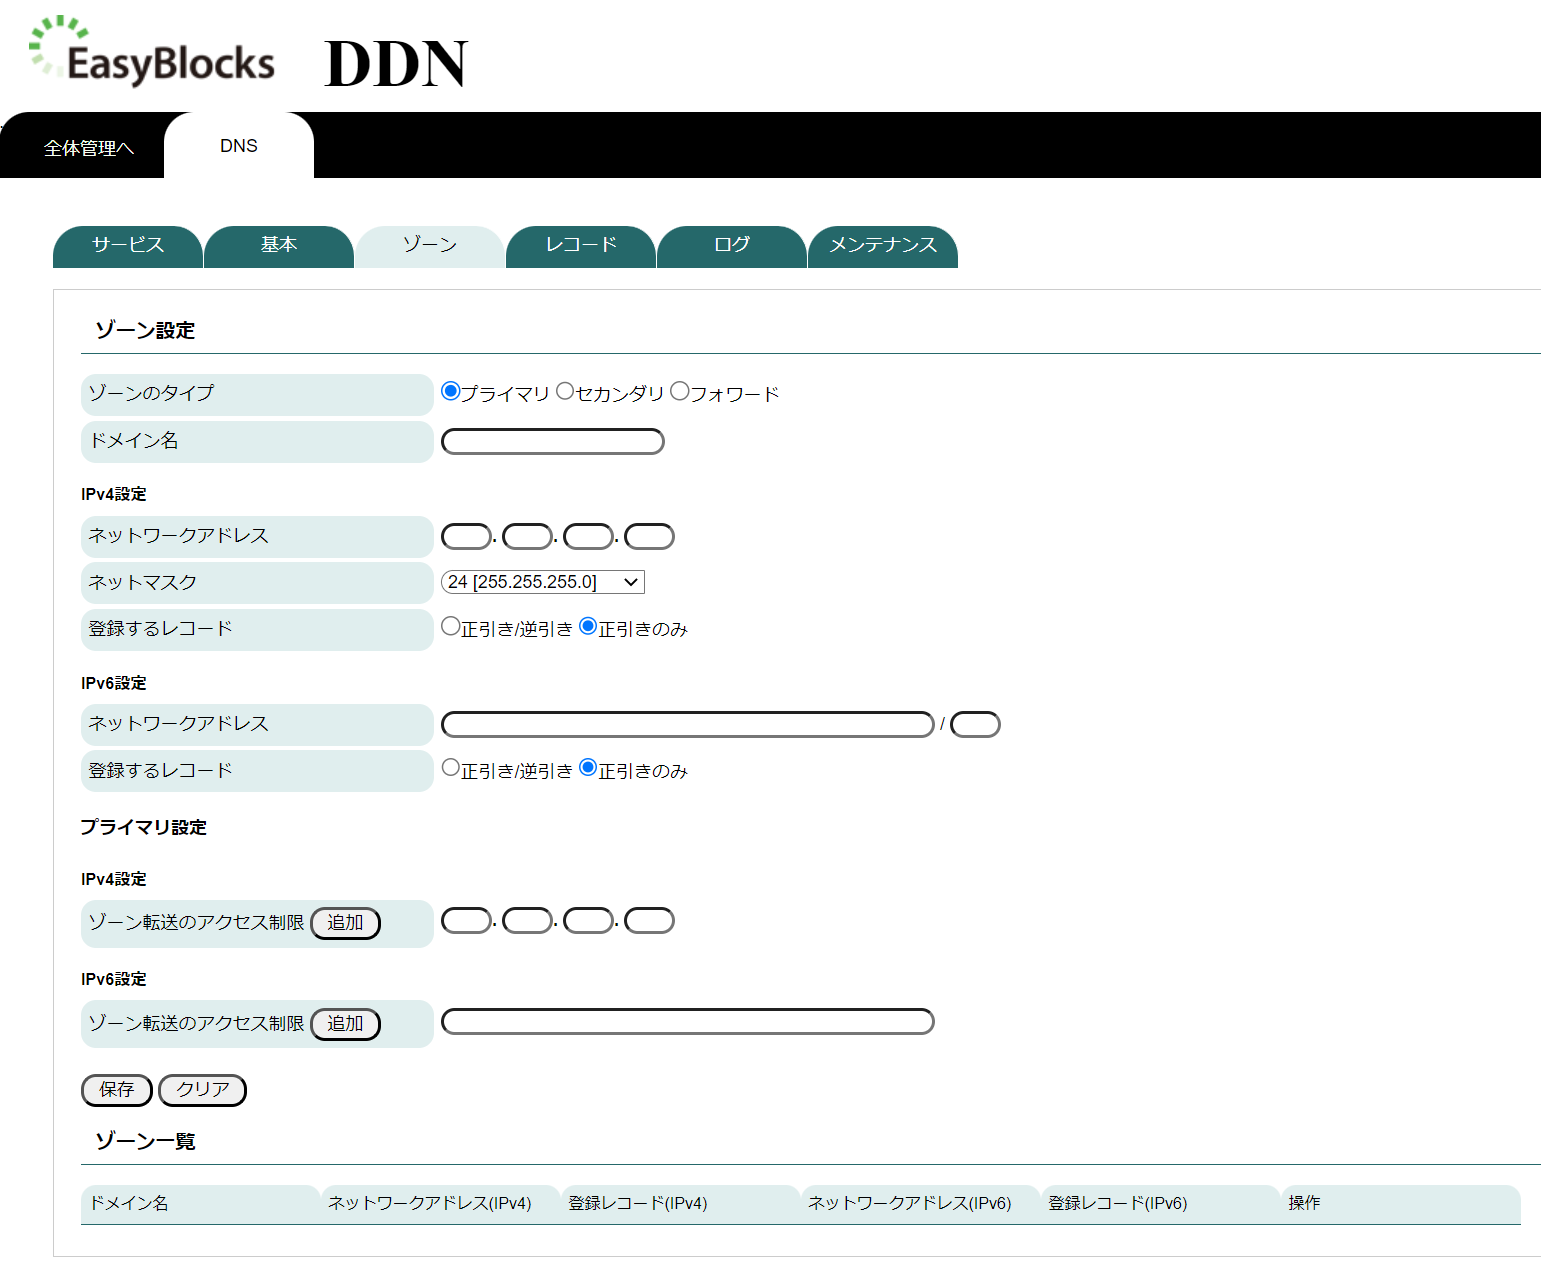 EasyBlocks DDN
全体管理へ DNS
サービス 基本 ゾーン レコード ログ メンテナンス
ゾーン設定
ゾーンのタイプ プライマリ セカンダリ フォワード
ドメイン名
IPv4設定
ネットワークアドレス . . .
ネットマスク 24 [255.255.255.0]
登録するレコード 正引き/逆引き 正引きのみ
IPv6設定
ネットワークアドレス /
登録するレコード 正引き/逆引き 正引きのみ
プライマリ設定
IPv4設定
ゾーン転送のアクセス制限 追加 . . .
IPv6設定
ゾーン転送のアクセス制限 追加
保存 クリア
ゾーン一覧
ドメイン名 ネットワークアドレス(IPv4) 登録レコード(IPv4) ネットワークアドレス(IPv6) 登録レコード(IPv6) 操作